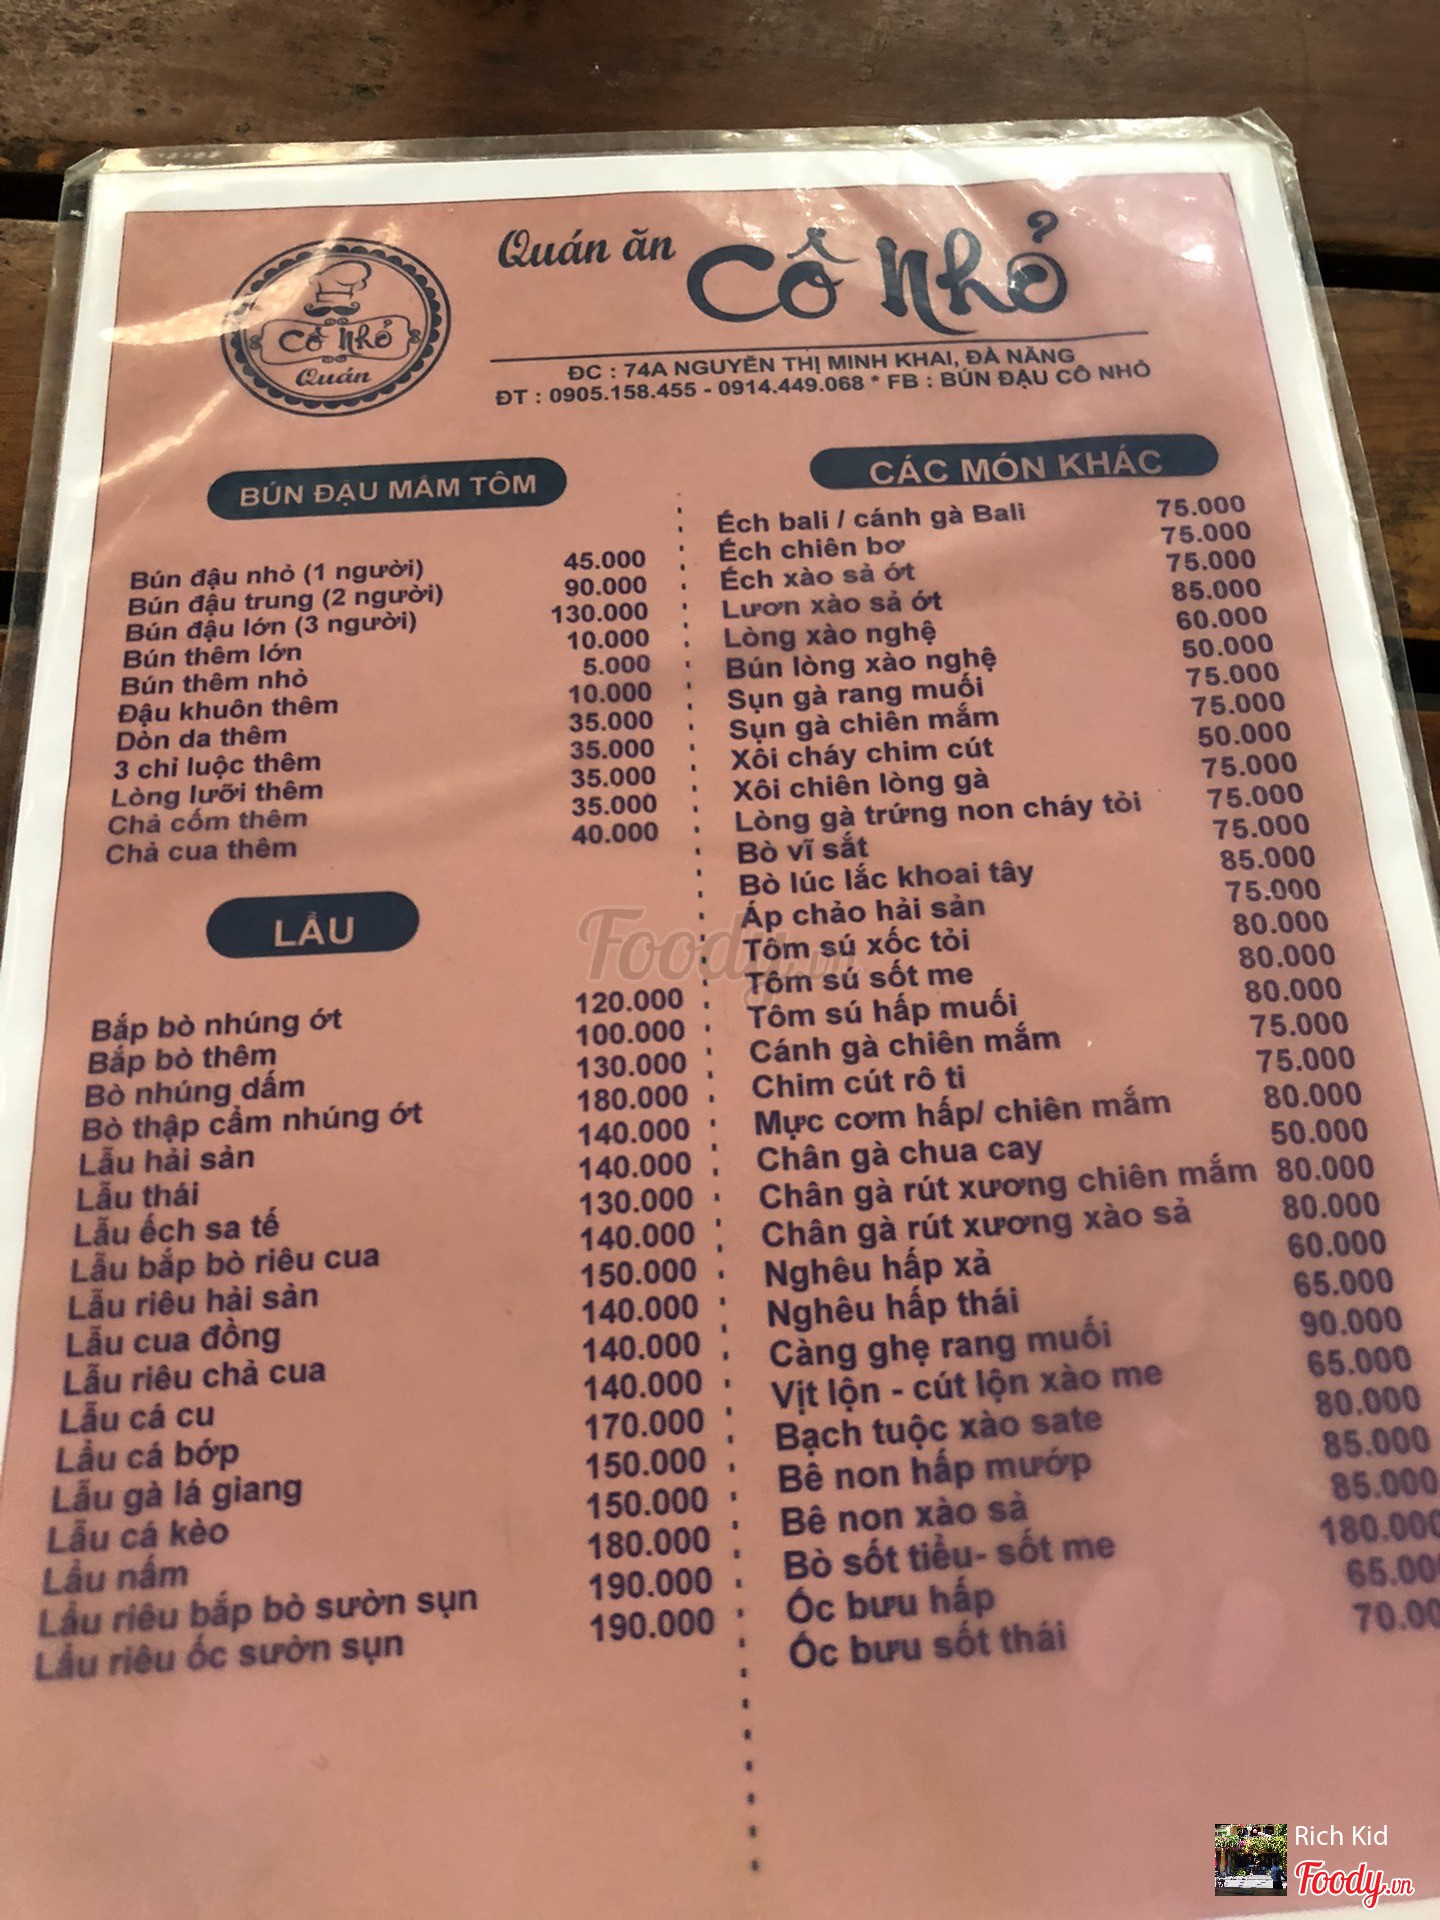 Quán ăn Cô Nhỏ
Cô Nhỏ
Quán
ĐC : 74A NGUYỄN THỊ MINH KHAI, ĐÀ NẴNG
ĐT : 0905.158.455 - 0914.449.068 * FB : BÚN ĐẬU CÔ NHỎ
BÚN ĐẬU MẮM TÔM
Bún đậu nhỏ (1 người) 45.000
Bún đậu trung (2 người) 90.000
Bún đậu lớn (3 người) 130.000
Bún thêm lớn 10.000
Bún thêm nhỏ 5.000
Đậu khuôn thêm 10.000
Dòn da thêm 35.000
3 chỉ luộc thêm 35.000
Lòng lưỡi thêm 35.000
Chả cốm thêm 35.000
Chả cua thêm 40.000
LẨU
Bắp bò nhúng ớt 120.000
Bắp bò thêm 100.000
Bò nhúng dấm 130.000
Bò thập cẩm nhúng ớt 180.000
Lẩu hải sản 140.000
Lẩu thái 140.000
Lẩu ếch sa tế 130.000
Lẩu bắp bò riêu cua 140.000
Lẩu riêu hải sản 150.000
Lẩu cua đồng 140.000
Lẩu riêu chả cua 140.000
Lẩu cá cu 140.000
Lẩu cá bớp 170.000
Lẩu gà lá giang 150.000
Lẩu cá kèo 150.000
Lẩu nấm 180.000
Lẩu riêu bắp bò sườn sụn 190.000
Lẩu riêu ốc sườn sụn 190.000
CÁC MÓN KHÁC
Ếch bali / cánh gà Bali 75.000
Ếch chiên bơ 75.000
Ếch xào sả ớt 75.000
Lươn xào sả ớt 85.000
Lòng xào nghệ 60.000
Bún lòng xào nghệ 50.000
Sụn gà rang muối 75.000
Sụn gà chiên mắm 75.000
Xôi cháy chim cút 50.000
Xôi chiên lòng gà 75.000
Lòng gà trứng non cháy tỏi 75.000
Bò vĩ sắt 75.000
Bò lúc lắc khoai tây 85.000
Áp chảo hải sản 75.000
Tôm sú xốc tỏi 80.000
Tôm sú sốt me 80.000
Tôm sú hấp muối 80.000
Cánh gà chiên mắm 75.000
Chim cút rô ti 75.000
Mực cơm hấp/ chiên mắm 80.000
Chân gà chua cay 50.000
Chân gà rút xương chiên mắm 80.000
Chân gà rút xương xào sả 80.000
Nghêu hấp xả 60.000
Nghêu hấp thái 65.000
Càng ghẹ rang muối 90.000
Vịt lộn - cút lộn xào me 65.000
Bạch tuộc xào sate 80.000
Bê non hấp mướp 85.000
Bê non xào sả 85.000
Bò sốt tiểu- sốt me 180.000
Ốc bưu hấp 65.00
Ốc bưu sốt thái 70.00
Foody.vn
Rich Kid
Foody.vn